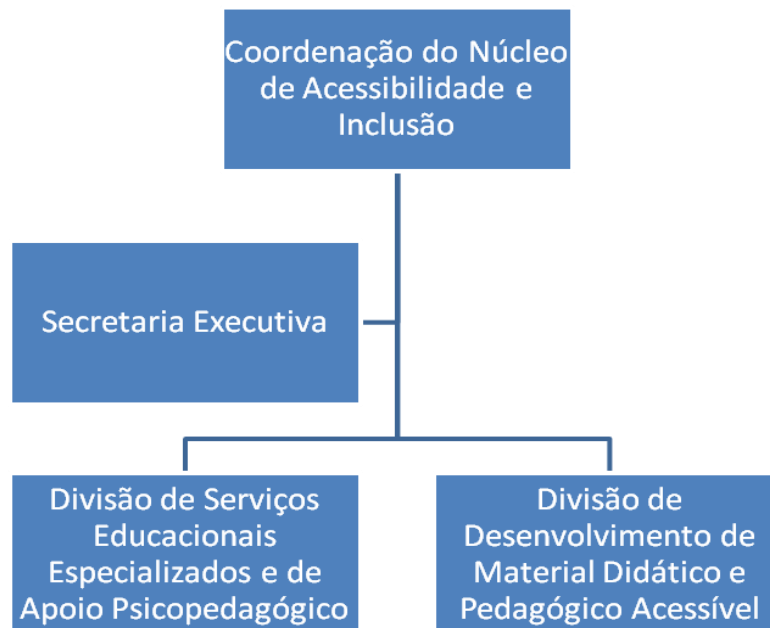 Coordenação do Núcleo
de Acessibilidade e
Inclusão
Secretaria Executiva
Divisão de Serviços
Educacionais
Especializados e de
Apoio Psicopedagógico
Divisão de
Desenvolvimento de
Material Didático e
Pedagógico Acessível